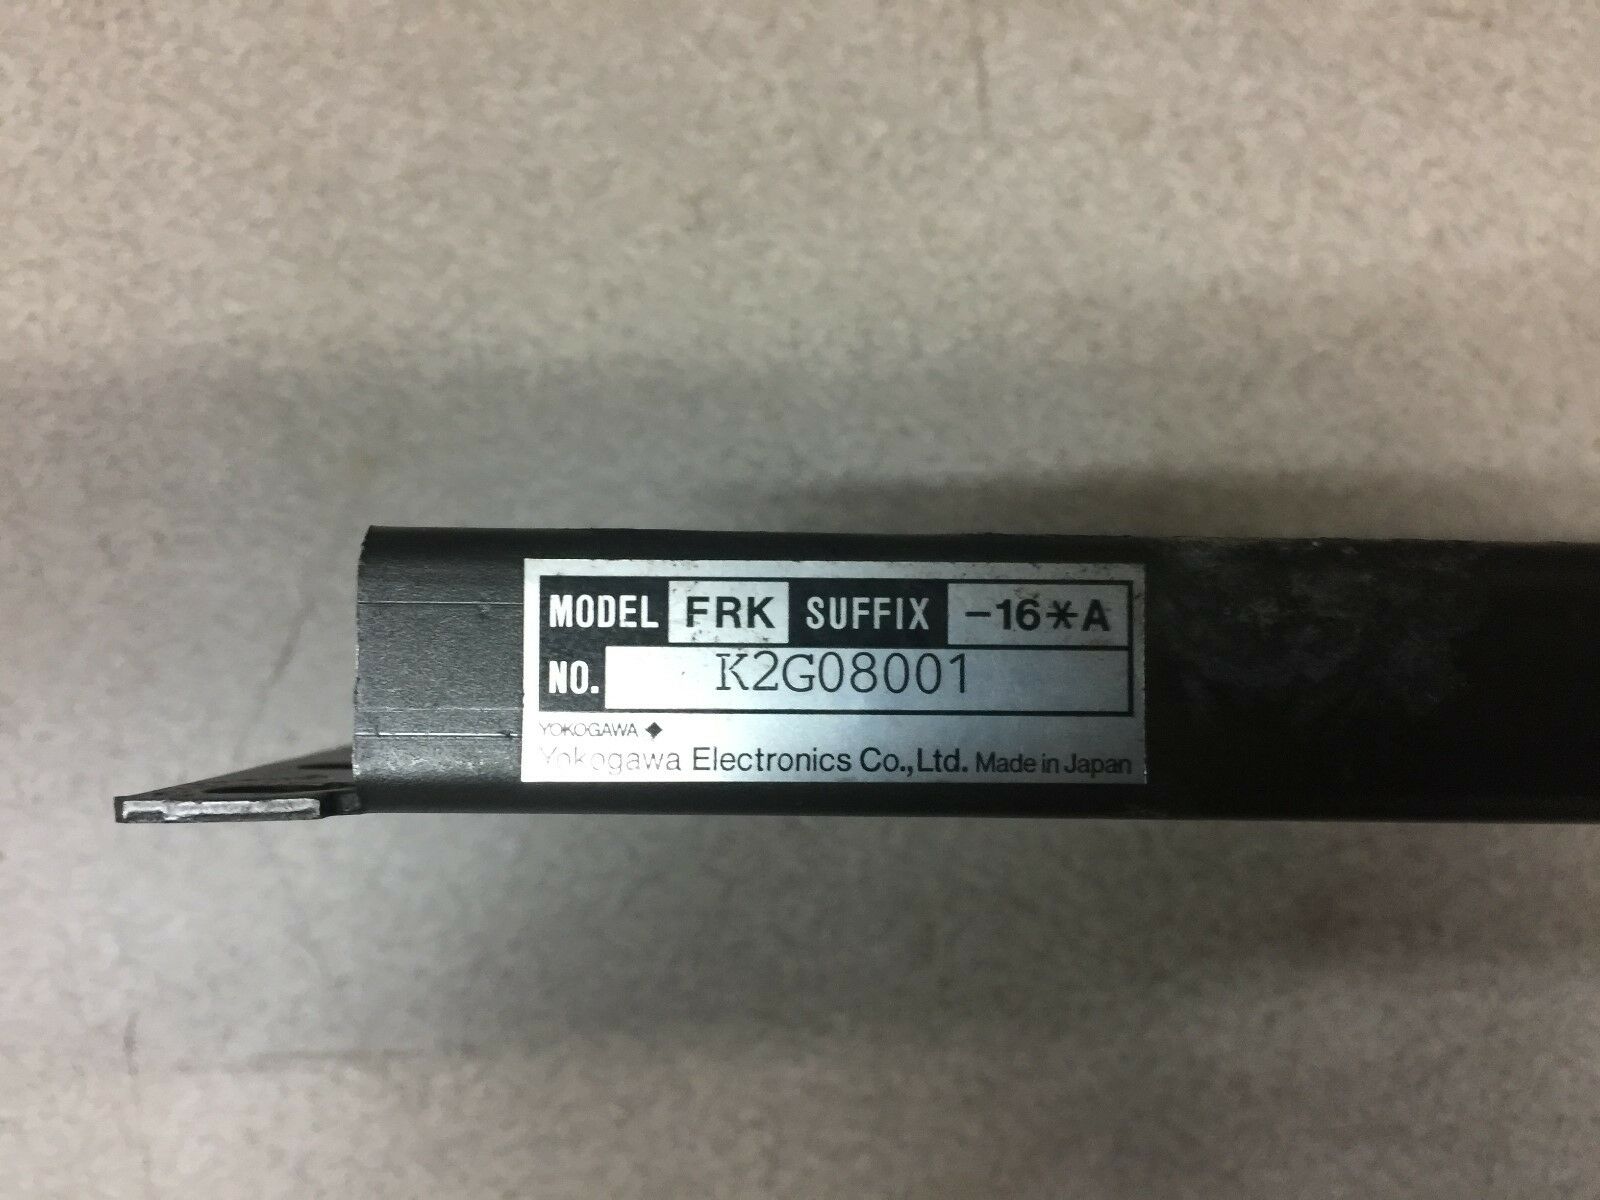 MODEL FRK SUFFIX -16*A
NO. K2G08001
YOKOGAWA
Yokogawa Electronics Co.,Ltd. Made in Japan